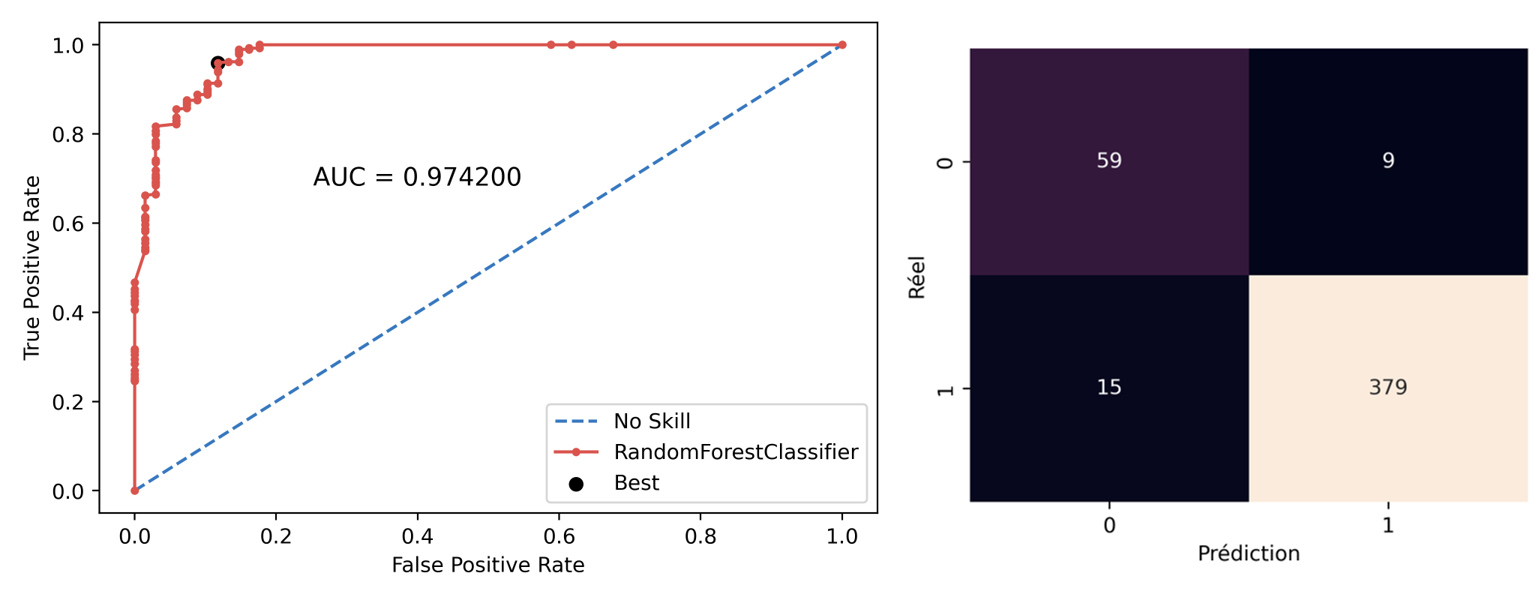 True Positive Rate
1.0
0.8
0.6
0.4
0.2
0.0
AUC = 0.974200
No Skill
RandomForestClassifier
Best
0.0 0.2 0.4 0.6 0.8 1.0
False Positive Rate
Réel
0
59 9
1
15 379
0 1
Prédiction